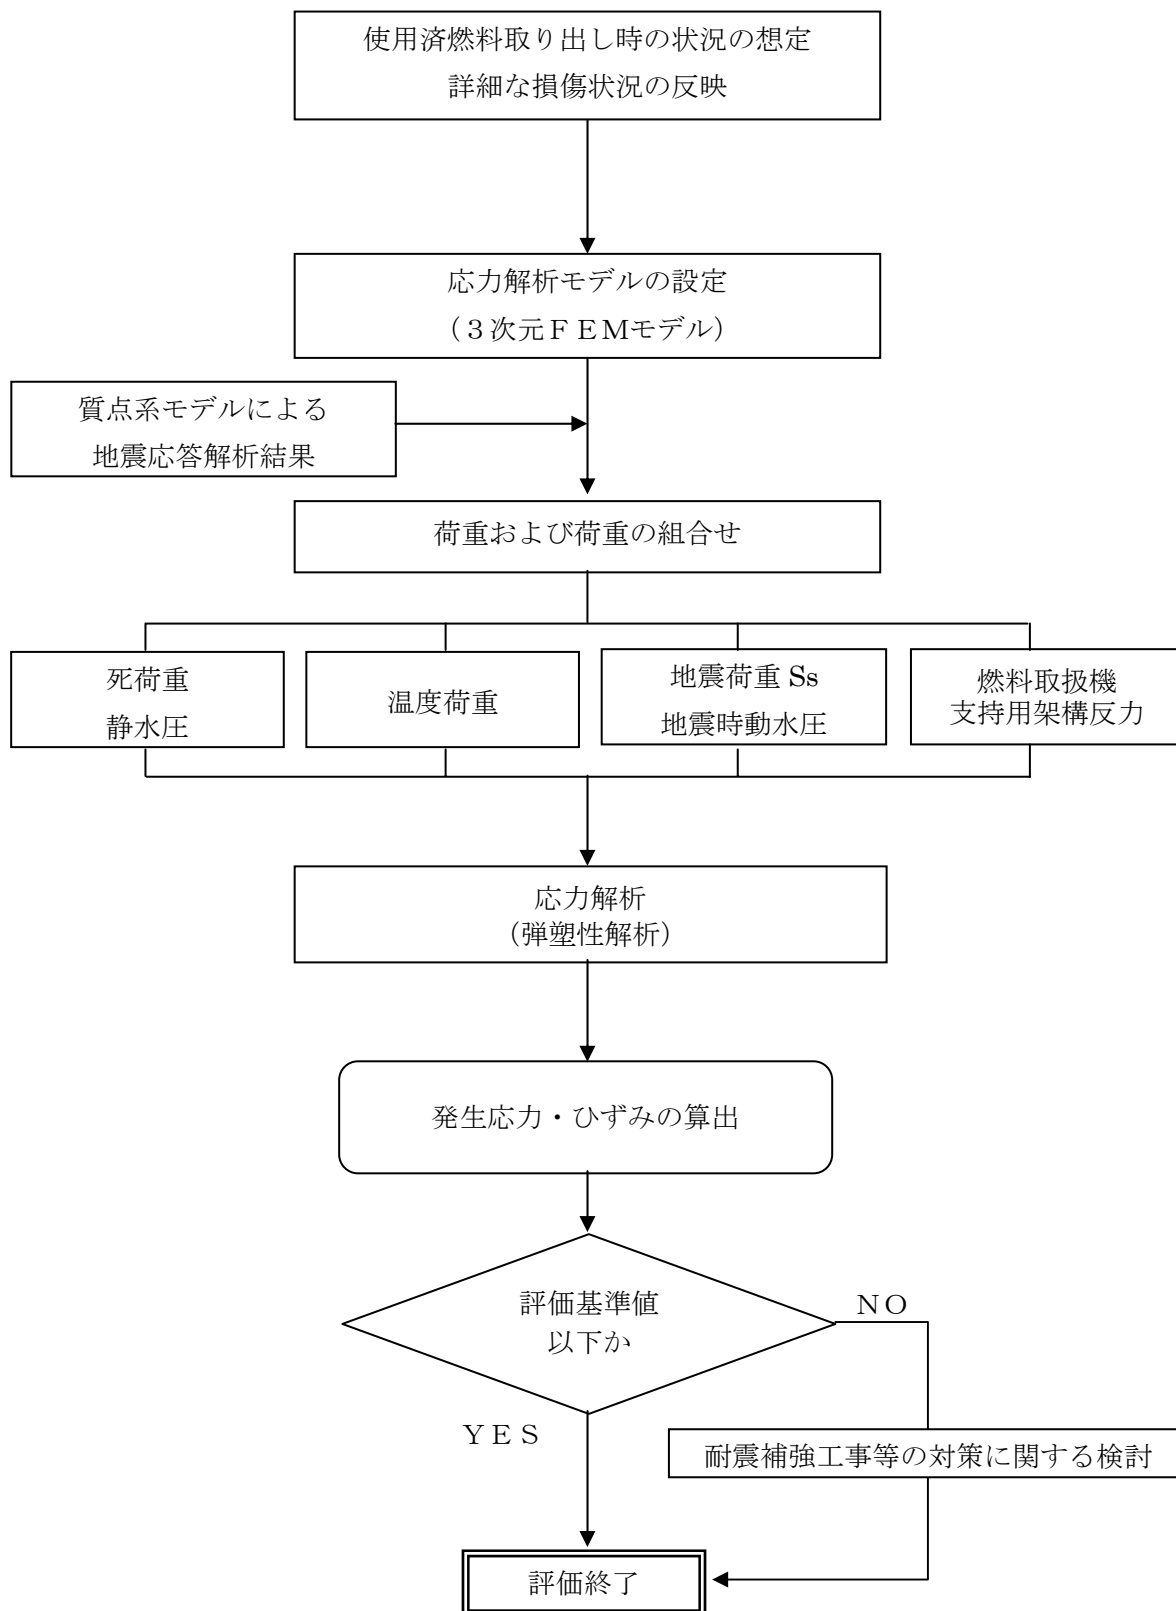 使用済燃料取り出し時の状況の想定
詳細な損傷状況の反映
応力解析モデルの設定
（３次元ＦＥＭモデル）
質点系モデルによる
地震応答解析結果
荷重および荷重の組合せ
死荷重
静水圧
温度荷重
地震荷重 Ss
地震時動水圧
燃料取扱機
支持用架構反力
応力解析
（弾塑性解析）
発生応力・ひずみの算出
評価基準値
以下か
ＮＯ
ＹＥＳ
耐震補強工事等の対策に関する検討
評価終了